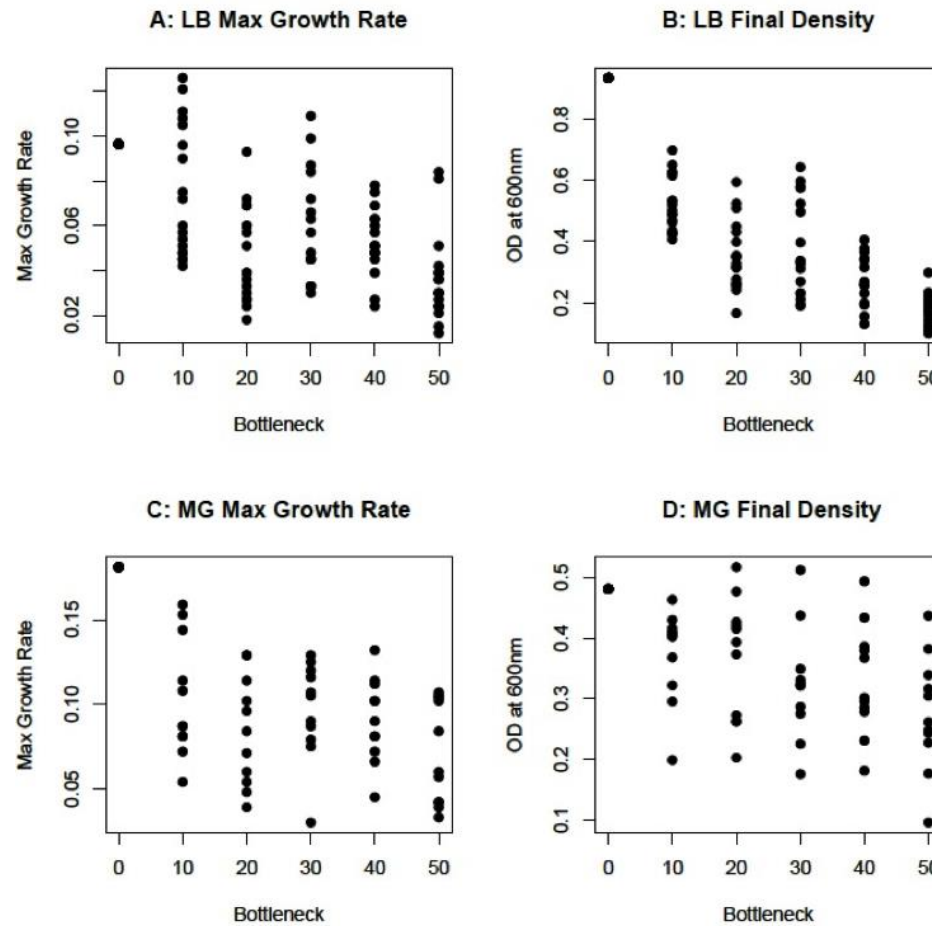 A: LB Max Growth Rate
Max Growth Rate
0.10
0.06
0.02
0 10 20 30 40 50
Bottleneck
B: LB Final Density
OD at 600nm
0.8
0.6
0.4
0.2
0 10 20 30 40 50
Bottleneck
C: MG Max Growth Rate
Max Growth Rate
0.15
0.10
0.05
0 10 20 30 40 50
Bottleneck
D: MG Final Density
OD at 600nm
0.5
0.4
0.3
0.2
0.1
0 10 20 30 40 50
Bottleneck